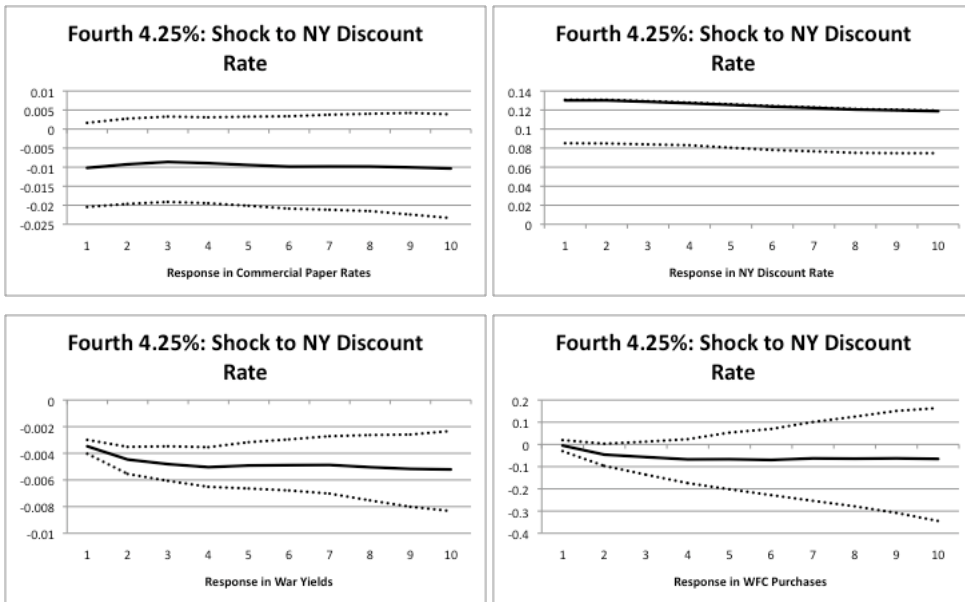 Fourth 4.25%: Shock to NY Discount
Rate
0.01
0.005
0
-0.005
-0.01
-0.015
-0.02
-0.025
1 2 3 4 5 6 7 8 9 10
Response in Commercial Paper Rates
Fourth 4.25%: Shock to NY Discount
Rate
0.14
0.12
0.1
0.08
0.06
0.04
0.02
0
1 2 3 4 5 6 7 8 9 10
Response in NY Discount Rate
Fourth 4.25%: Shock to NY Discount
Rate
0
-0.002
-0.004
-0.006
-0.008
-0.01
1 2 3 4 5 6 7 8 9 10
Response in War Yields
Fourth 4.25%: Shock to NY Discount
Rate
0.2
0.1
0
-0.1
-0.2
-0.3
-0.4
1 2 3 4 5 6 7 8 9 10
Response in WFC Purchases